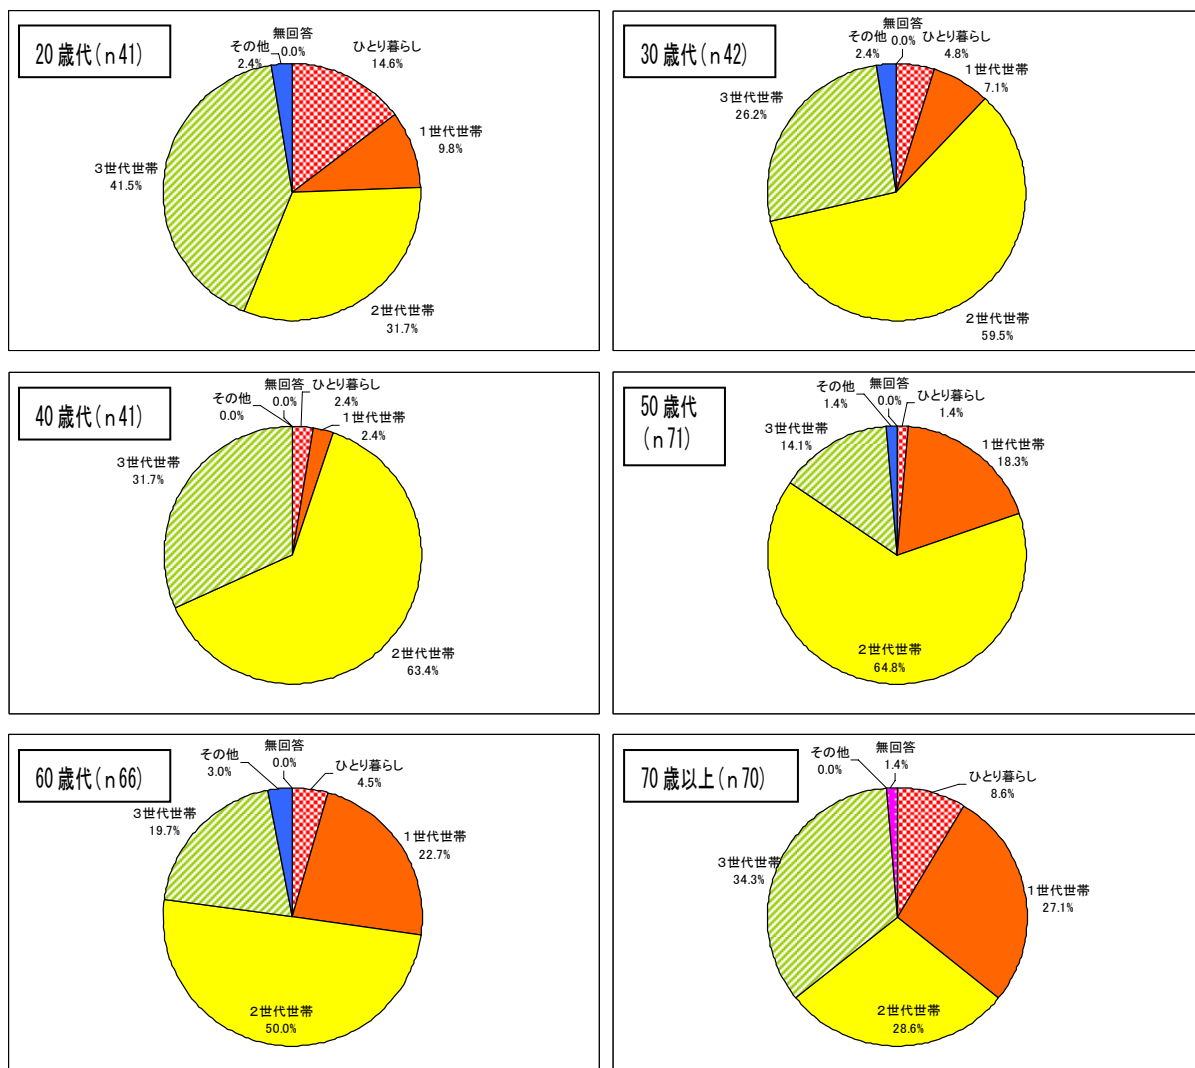 20歳代(n41)
無回答
0.0%
その他
2.4%
ひとり暮らし
14.6%
1世代世帯
9.8%
3世代世帯
41.5%
2世代世帯
31.7%
30歳代(n42)
無回答
0.0%
その他
2.4%
ひとり暮らし
4.8%
1世代世帯
7.1%
3世代世帯
26.2%
2世代世帯
59.5%
40歳代(n41)
無回答
0.0%
その他
0.0%
ひとり暮らし
2.4%
1世代世帯
2.4%
3世代世帯
31.7%
2世代世帯
63.4%
50歳代
(n71)
無回答
0.0%
その他
1.4%
ひとり暮らし
1.4%
3世代世帯
14.1%
1世代世帯
18.3%
2世代世帯
64.8%
60歳代(n66)
無回答
0.0%
その他
3.0%
ひとり暮らし
4.5%
3世代世帯
19.7%
1世代世帯
22.7%
2世代世帯
50.0%
70歳以上(n70)
無回答
1.4%
その他
0.0%
ひとり暮らし
8.6%
3世代世帯
34.3%
1世代世帯
27.1%
2世代世帯
28.6%